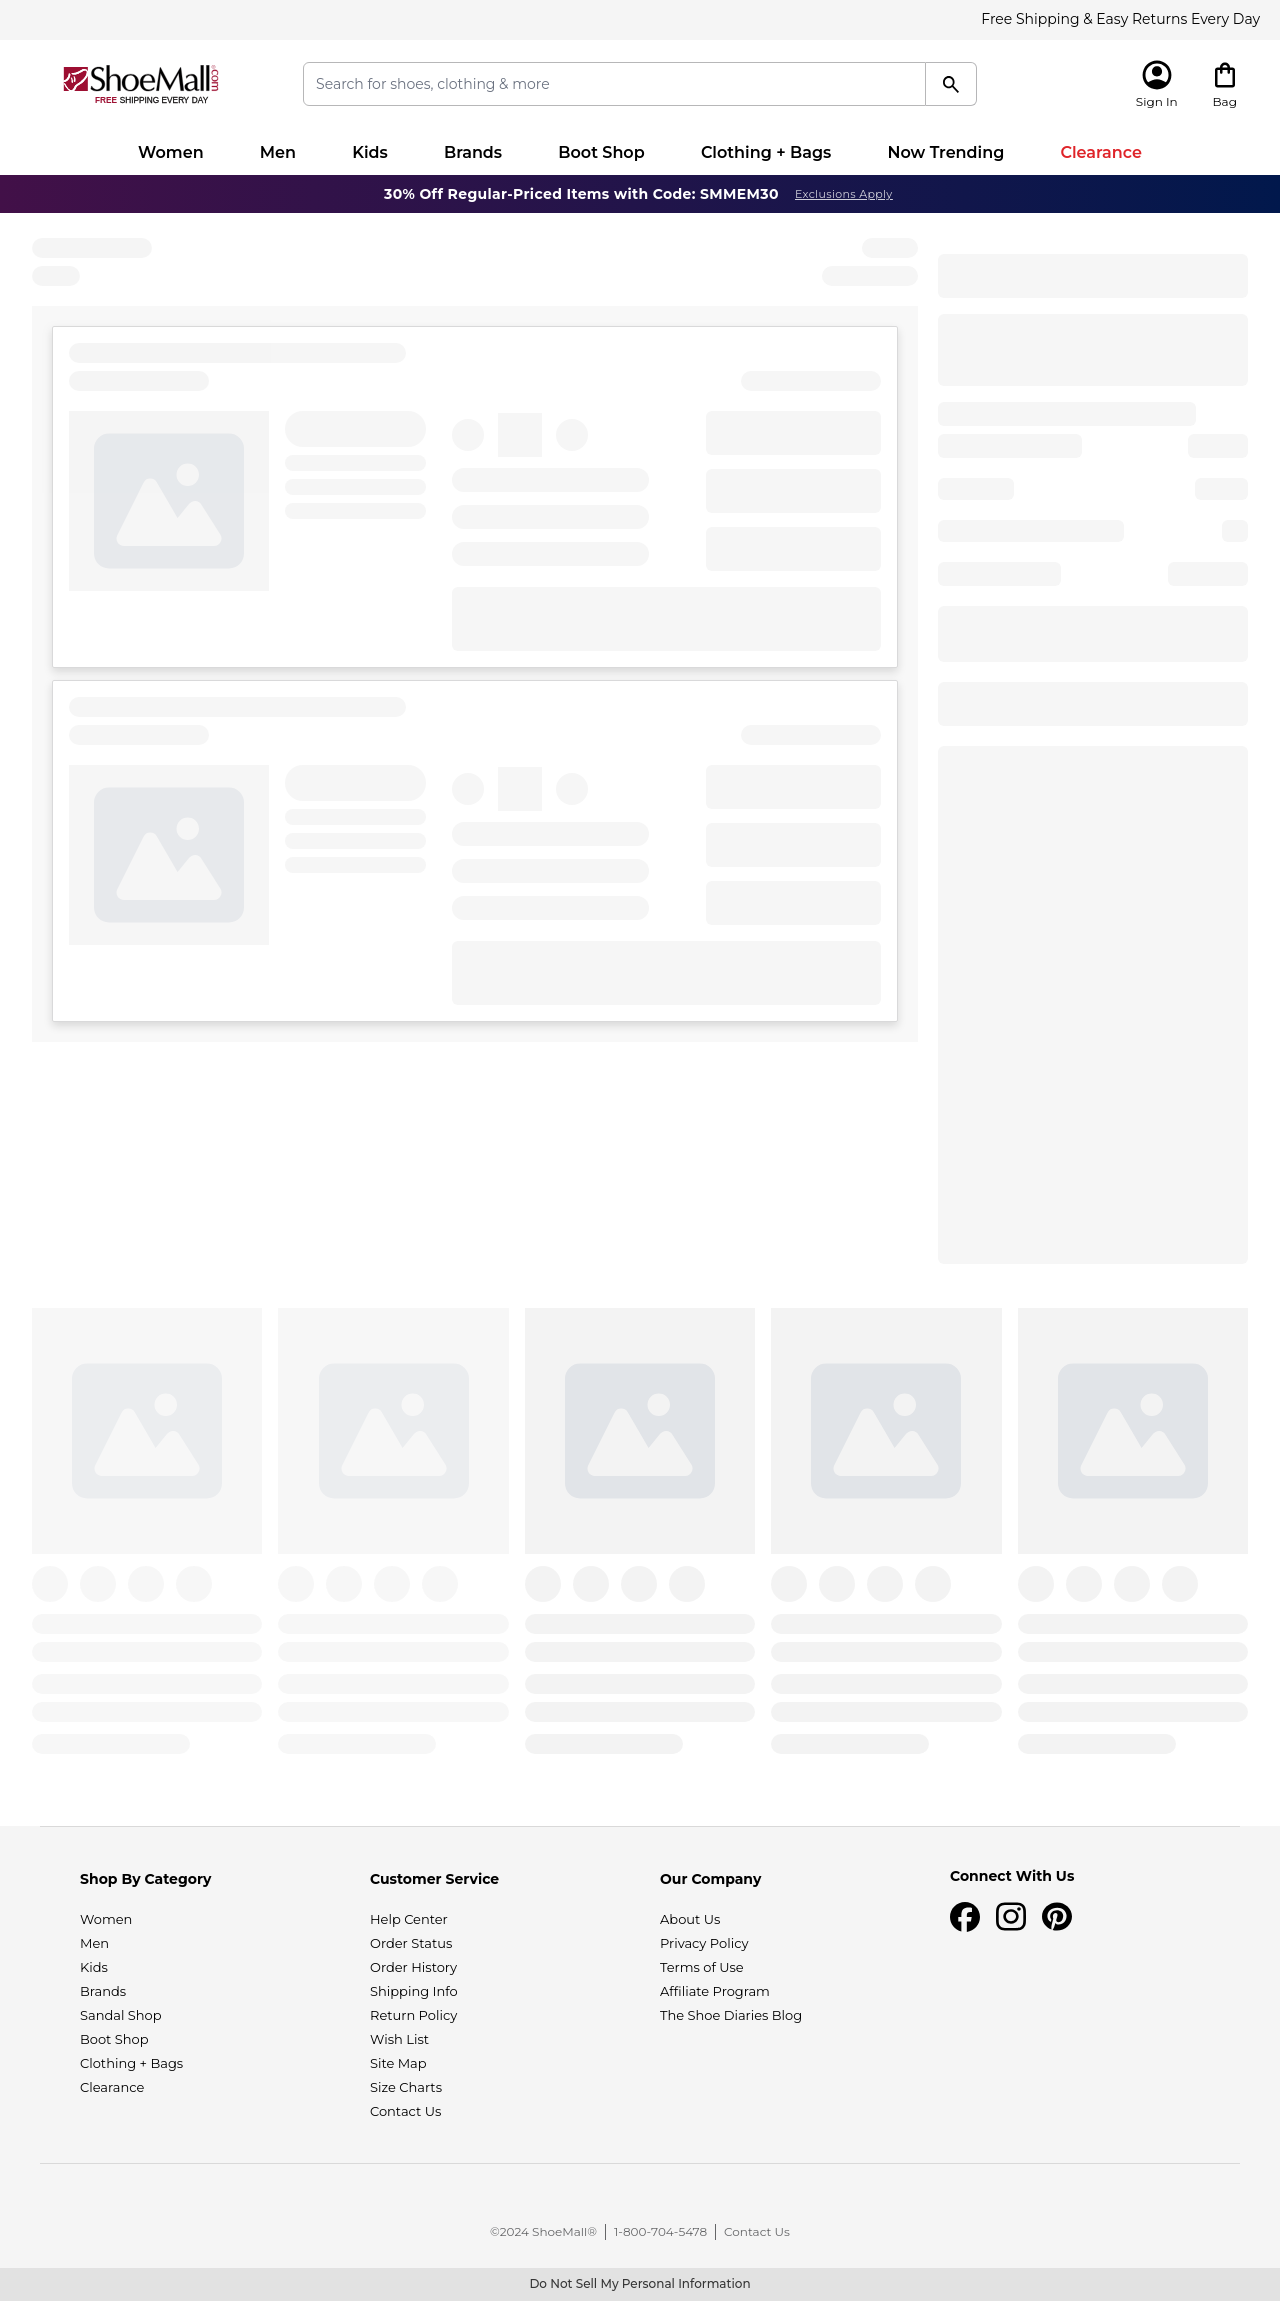 Free Shipping & Easy Returns Every Day
ShoeMall.com
FREE SHIPPING EVERY DAY
Search for shoes, clothing & more
Sign In
Bag
Women Men Kids Brands Boot Shop Clothing + Bags Now Trending Clearance
30% Off Regular-Priced Items with Code: SMMEM30 Exclusions Apply
Shop By Category
Women
Men
Kids
Brands
Sandal Shop
Boot Shop
Clothing + Bags
Clearance
Customer Service
Help Center
Order Status
Order History
Shipping Info
Return Policy
Wish List
Site Map
Size Charts
Contact Us
Our Company
About Us
Privacy Policy
Terms of Use
Affiliate Program
The Shoe Diaries Blog
Connect With Us
©2024 ShoeMall® | 1-800-704-5478 | Contact Us
Do Not Sell My Personal Information